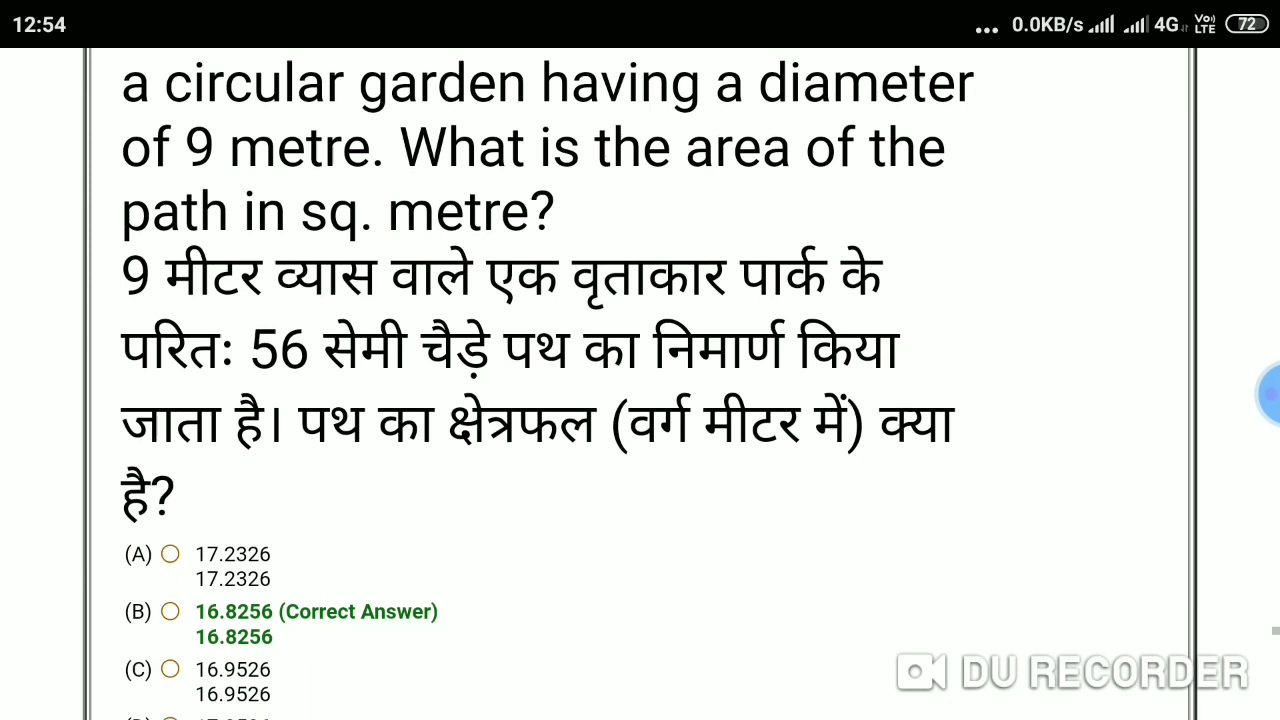 12:54
... 0.0KB/s 4G Vo)) LTE 72
a circular garden having a diameter
of 9 metre. What is the area of the
path in sq. metre?
9 मीटर व्यास वाले एक वृताकार पार्क के
परितः 56 सेमी चैड़े पथ का निमार्ण किया
जाता है। पथ का क्षेत्रफल (वर्ग मीटर में) क्या
है?
(A) 17.2326
17.2326
(B) 16.8256 (Correct Answer)
16.8256
(C) 16.9526
16.9526
DU RECORDER